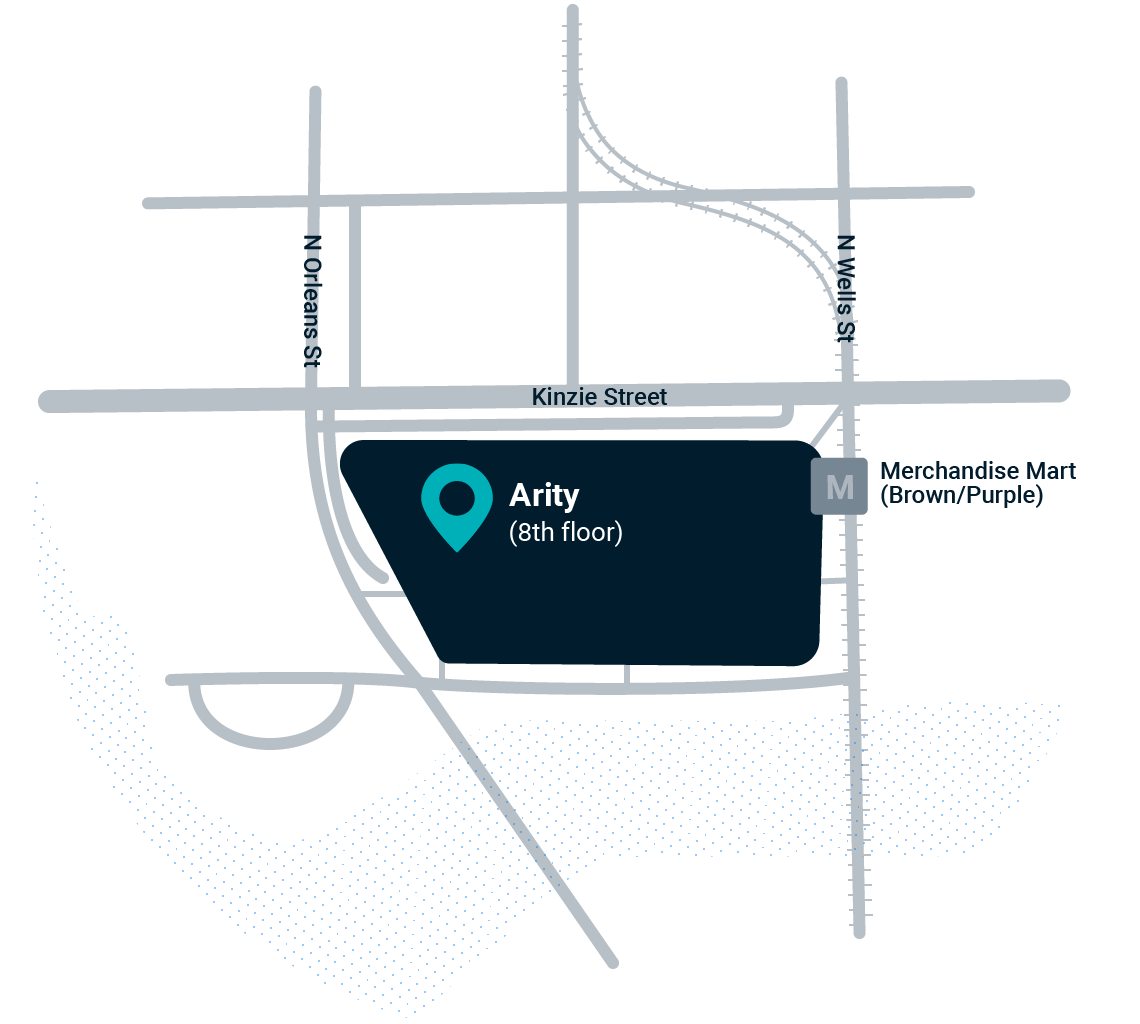 N Orleans St
N Wells St
Kinzie Street
Arity
(8th floor)
M
Merchandise Mart
(Brown/Purple)